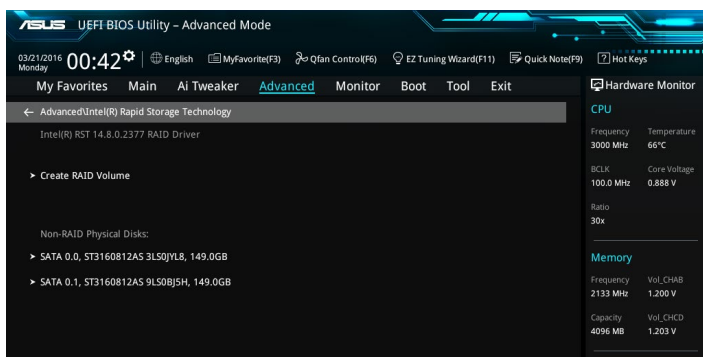 ASUS UEFI BIOS Utility – Advanced Mode
03/21/2016 Monday 00:42 English MyFavorite(F3) Qfan Control(F6) EZ Tuning Wizard(F11) Quick Note(F9) ? Hot Keys
My Favorites Main Ai Tweaker Advanced Monitor Boot Tool Exit
← Advanced\Intel(R) Rapid Storage Technology
Intel(R) RST 14.8.0.2377 RAID Driver
> Create RAID Volume
Non-RAID Physical Disks:
> SATA 0.0, ST3160812AS 3LS0JYL8, 149.0GB
> SATA 0.1, ST3160812AS 9LS0BJ5H, 149.0GB
Hardware Monitor
CPU
Frequency Temperature
3000 MHz 66°C
BCLK Core Voltage
100.0 MHz 0.888 V
Ratio
30x
Memory
Frequency Vol_CHAB
2133 MHz 1.200 V
Capacity Vol_CHCD
4096 MB 1.203 V